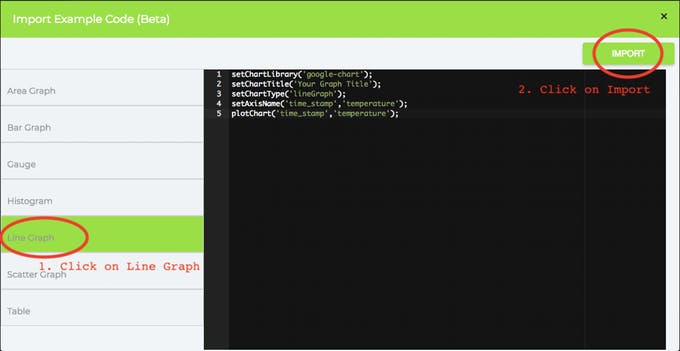 Import Example Code (Beta)
×
IMPORT
Area Graph
Bar Graph
Gauge
Histogram
Line Graph
Scatter Graph
Table
1 setChartLibrary('google-chart');
2 setChartTitle('Your Graph Title');
3 setChartType('lineGraph');
4 setAxisName('time_stamp','temperature');
5 plotChart('time_stamp','temperature');
1. Click on Line Graph
2. Click on Import